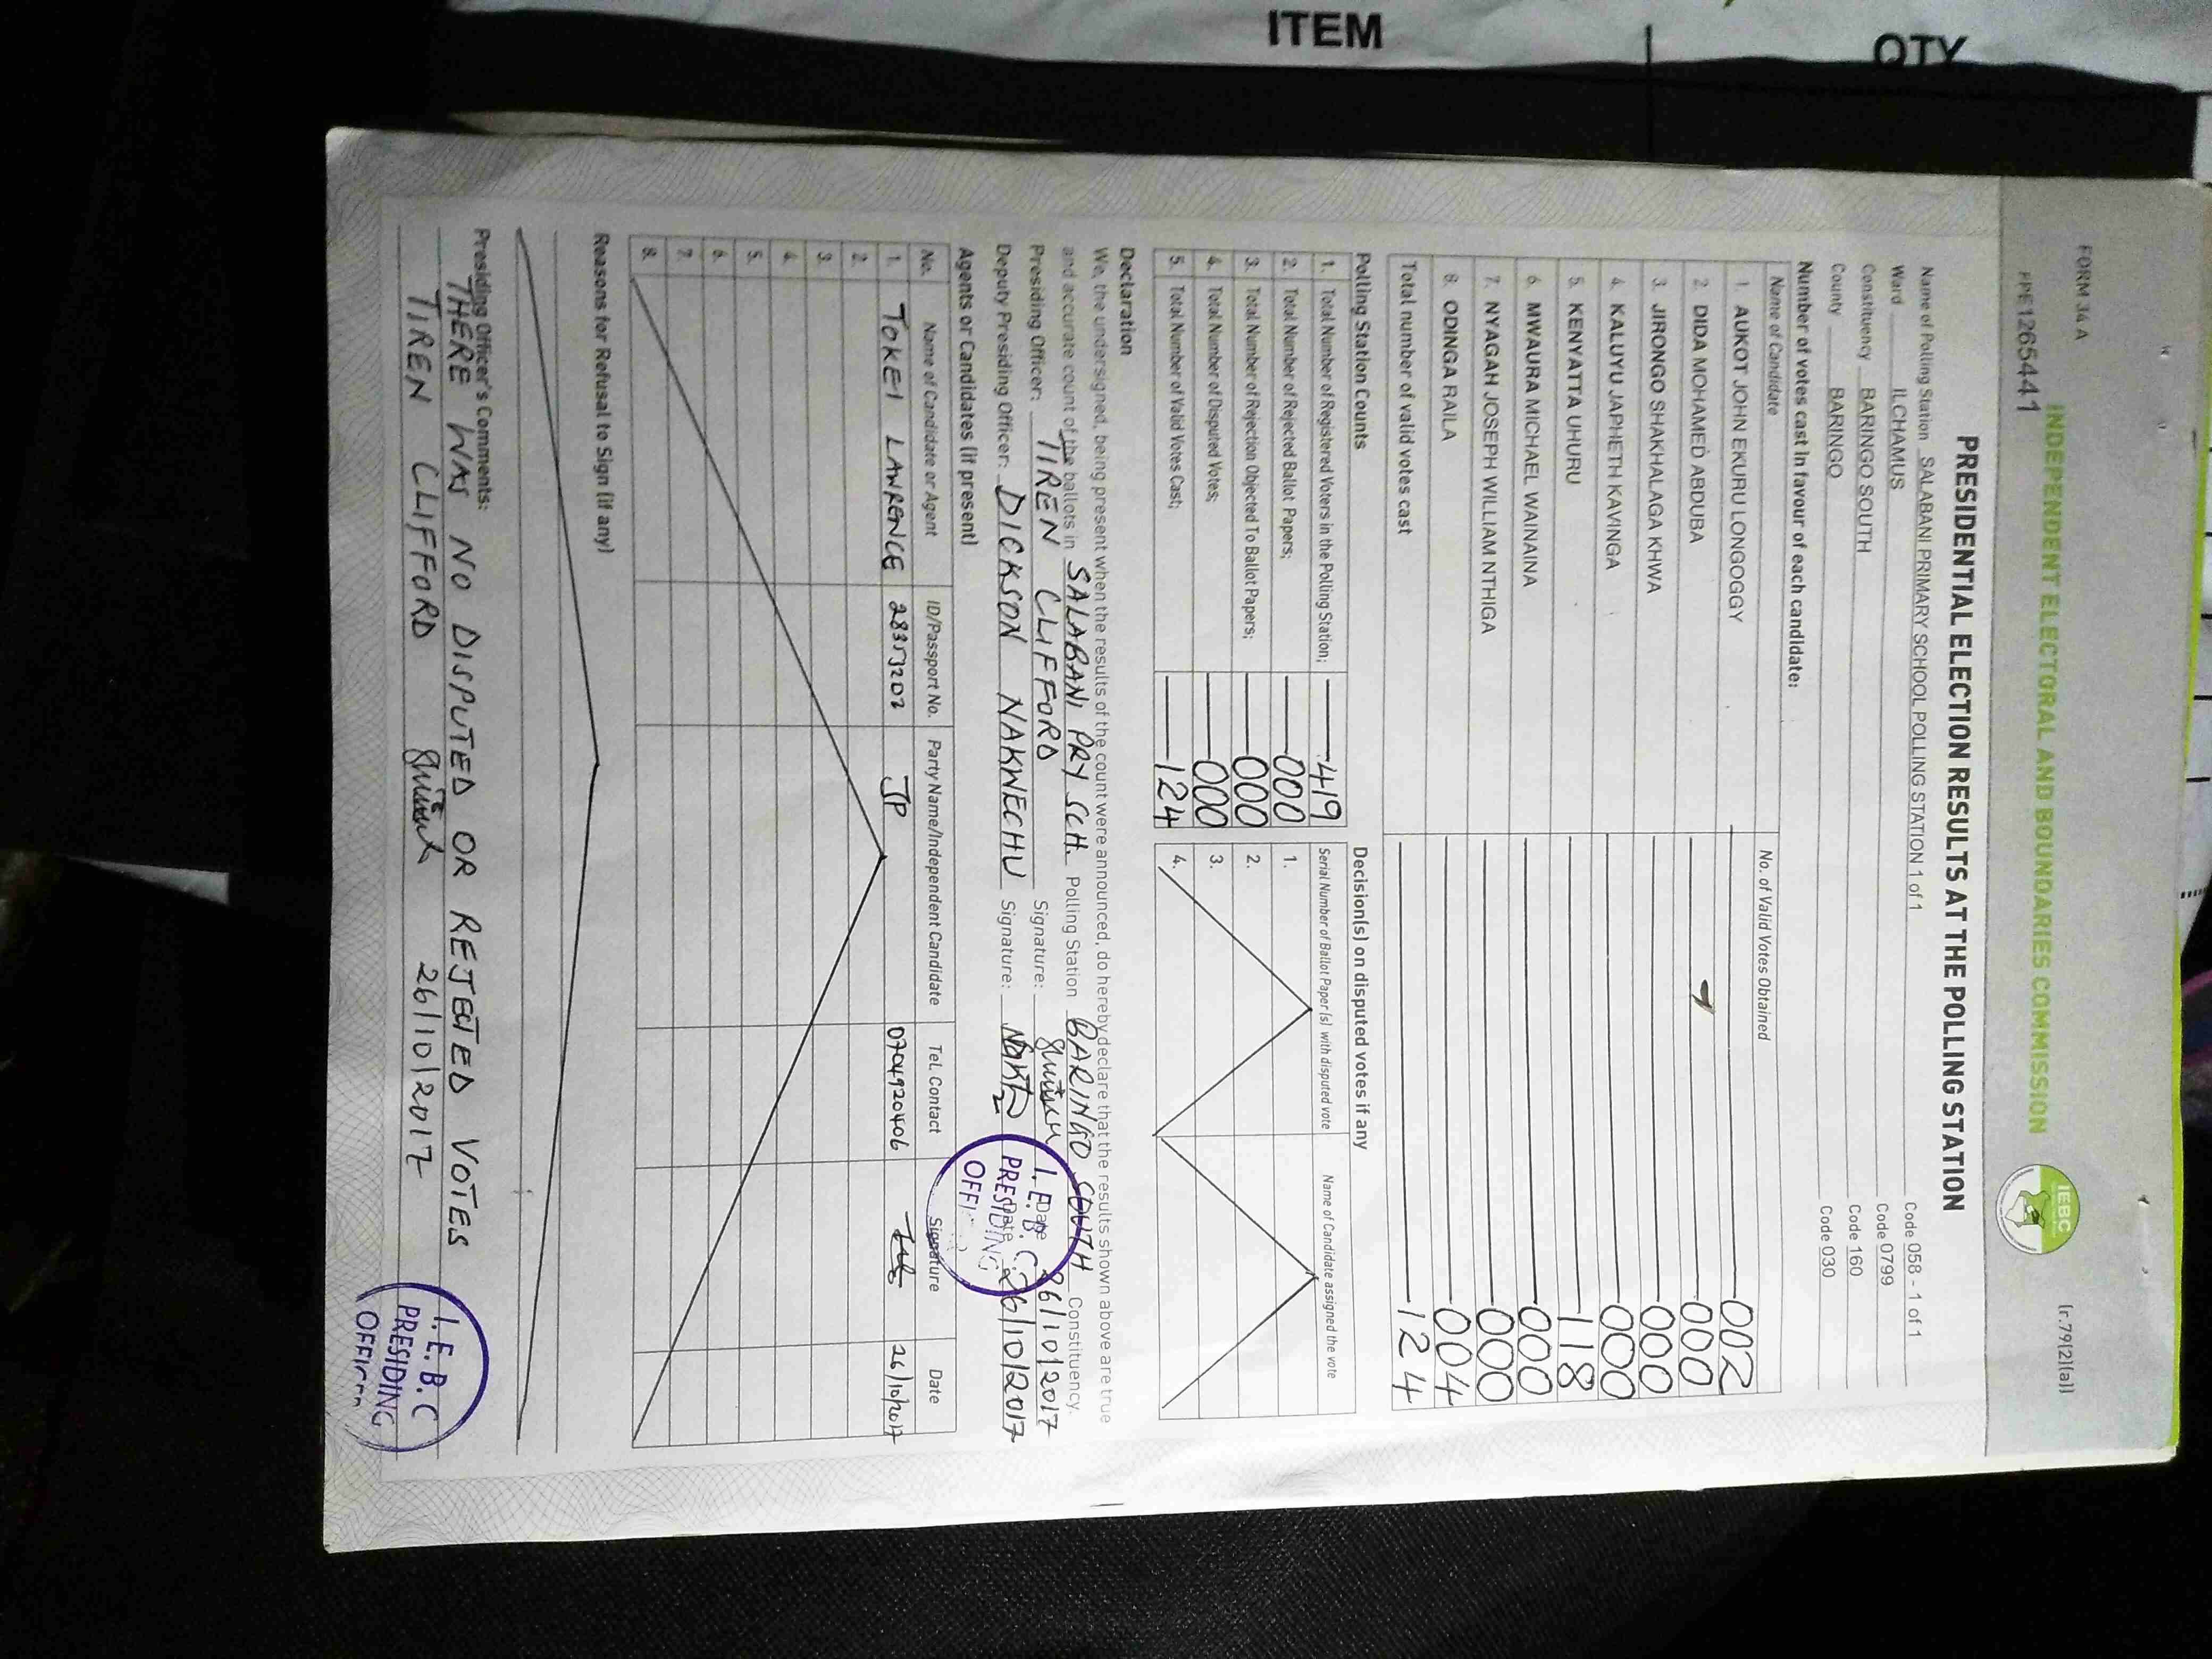 ITEM
QTY
FORM 34 A
(r.79(2)(a))
INDEPENDENT ELECTORAL AND BOUNDARIES COMMISSION
IEBC
PPE1265441
PRESIDENTIAL ELECTION RESULTS AT THE POLLING STATION
Name of Polling Station SALABANI PRIMARY SCHOOL POLLING STATION 1 of 1 Code 058 - 1 of 1
Ward ILCHAMUS Code 0799
Constituency BARINGO SOUTH Code 160
County BARINGO Code 030
Number of votes cast in favour of each candidate:
Name of Candidate No. of Valid Votes Obtained
1. AUKOT JOHN EKURU LONGOGGY 002
2. DIDA MOHAMED ABDUBA 000
3. JIRONGO SHAKHALAGA KHWA 000
4. KALUYU JAPHETH KAVINGA 000
5. KENYATTA UHURU 118
6. MWAURA MICHAEL WAINAINA 000
7. NYAGAH JOSEPH WILLIAM NTHIGA 000
8. ODINGA RAILA 004
Total number of valid votes cast 124
Polling Station Counts
1. Total Number of Registered Voters in the Polling Station; 419
2. Total Number of Rejected Ballot Papers; 000
3. Total Number of Rejection Objected To Ballot Papers; 000
4. Total Number of Disputed Votes; 000
5. Total Number of Valid Votes Cast; 124
Decision(s) on disputed votes if any
Serial Number of Ballot Paper (s) with disputed vote Name of Candidate assigned the vote
1.
2.
3.
4.
Declaration
We, the undersigned, being present when the results of the count were announced, do hereby declare that the results shown above are true
and accurate count of the ballots in SALABANI PRY SCH. Polling Station BARINGO SOUTH Constituency.
Presiding Officer: TIREN CLIFFORD Signature: Date 26/10/2017
Deputy Presiding Officer: DICKSON NAKWECHU Signature: Date 26/10/2017
I.E.B.C
PRESIDING
Agents or Candidates (if present)
No. Name of Candidate or Agent ID/Passport No. Party Name/Independent Candidate Tel. Contact Signature Date
1. TOKEI LAWRENCE 28353202 JP 0704920406 26/10/2017
2.
3.
4.
5.
6.
7.
8.
Reasons for Refusal to Sign (if any)
Presiding Officer's Comments:
THERE WAS NO DISPUTED OR REJECTED VOTES
TIREN CLIFFORD 26/10/2017
I.E.B.C
PRESIDING